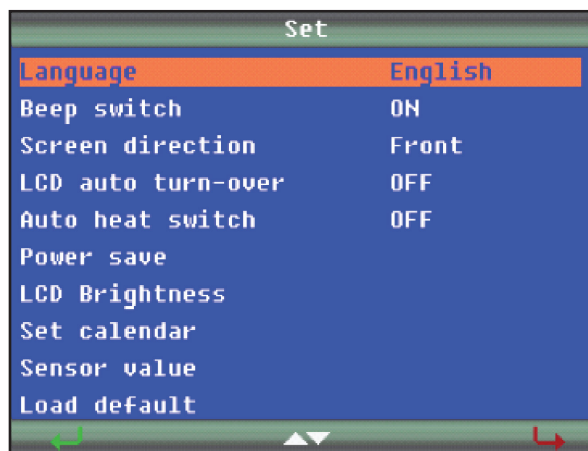 Set
Language English
Beep switch ON
Screen direction Front
LCD auto turn-over OFF
Auto heat switch OFF
Power save
LCD Brightness
Set calendar
Sensor value
Load default